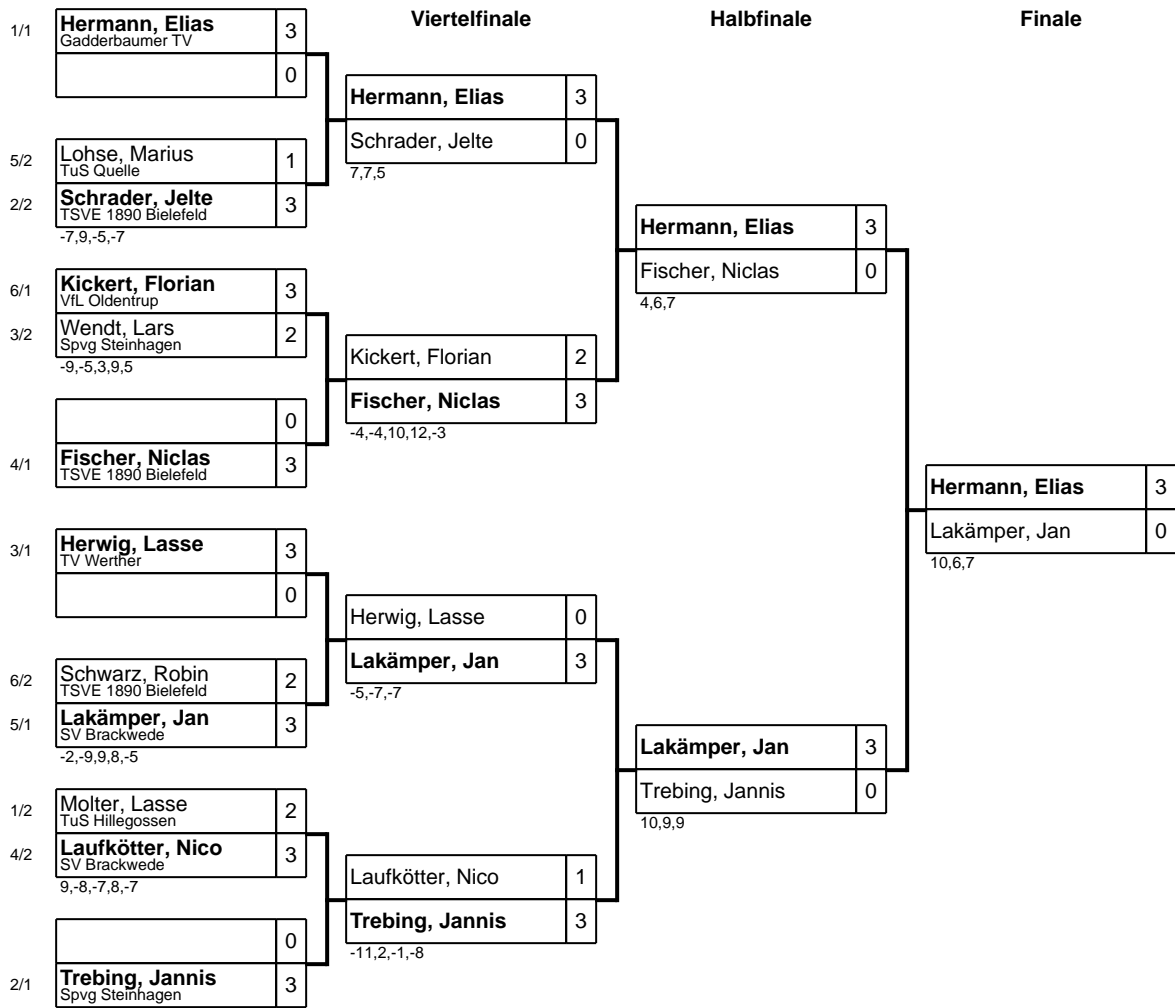 Viertelfinale
Halbfinale
Finale
1/1 Hermann, Elias 3
Gadderbaumer TV
0
5/2 Lohse, Marius 1
TuS Quelle
2/2 Schrader, Jelte 3
TSVE 1890 Bielefeld
-7,9,-5,-7
6/1 Kickert, Florian 3
VfL Oldentrup
3/2 Wendt, Lars 2
Spvg Steinhagen
-9,-5,3,9,5
0
4/1 Fischer, Niclas 3
TSVE 1890 Bielefeld
3/1 Herwig, Lasse 3
TV Werther
0
6/2 Schwarz, Robin 2
TSVE 1890 Bielefeld
5/1 Lakämper, Jan 3
SV Brackwede
-2,-9,9,8,-5
1/2 Molter, Lasse 2
TuS Hillegossen
4/2 Laufkötter, Nico 3
SV Brackwede
9,-8,-7,8,-7
0
2/1 Trebing, Jannis 3
Spvg Steinhagen
Hermann, Elias 3
Schrader, Jelte 0
7,7,5
Kickert, Florian 2
Fischer, Niclas 3
-4,-4,10,12,-3
Herwig, Lasse 0
Lakämper, Jan 3
-5,-7,-7
Laufkötter, Nico 1
Trebing, Jannis 3
-11,2,-1,-8
Hermann, Elias 3
Fischer, Niclas 0
4,6,7
Lakämper, Jan 3
Trebing, Jannis 0
10,9,9
Hermann, Elias 3
Lakämper, Jan 0
10,6,7